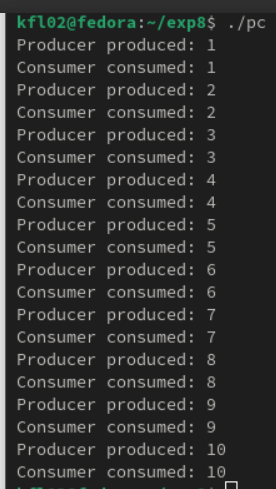 kfl02@fedora:~/exp8$ ./pc
Producer produced: 1
Consumer consumed: 1
Producer produced: 2
Consumer consumed: 2
Producer produced: 3
Consumer consumed: 3
Producer produced: 4
Consumer consumed: 4
Producer produced: 5
Consumer consumed: 5
Producer produced: 6
Consumer consumed: 6
Producer produced: 7
Consumer consumed: 7
Producer produced: 8
Consumer consumed: 8
Producer produced: 9
Consumer consumed: 9
Producer produced: 10
Consumer consumed: 10